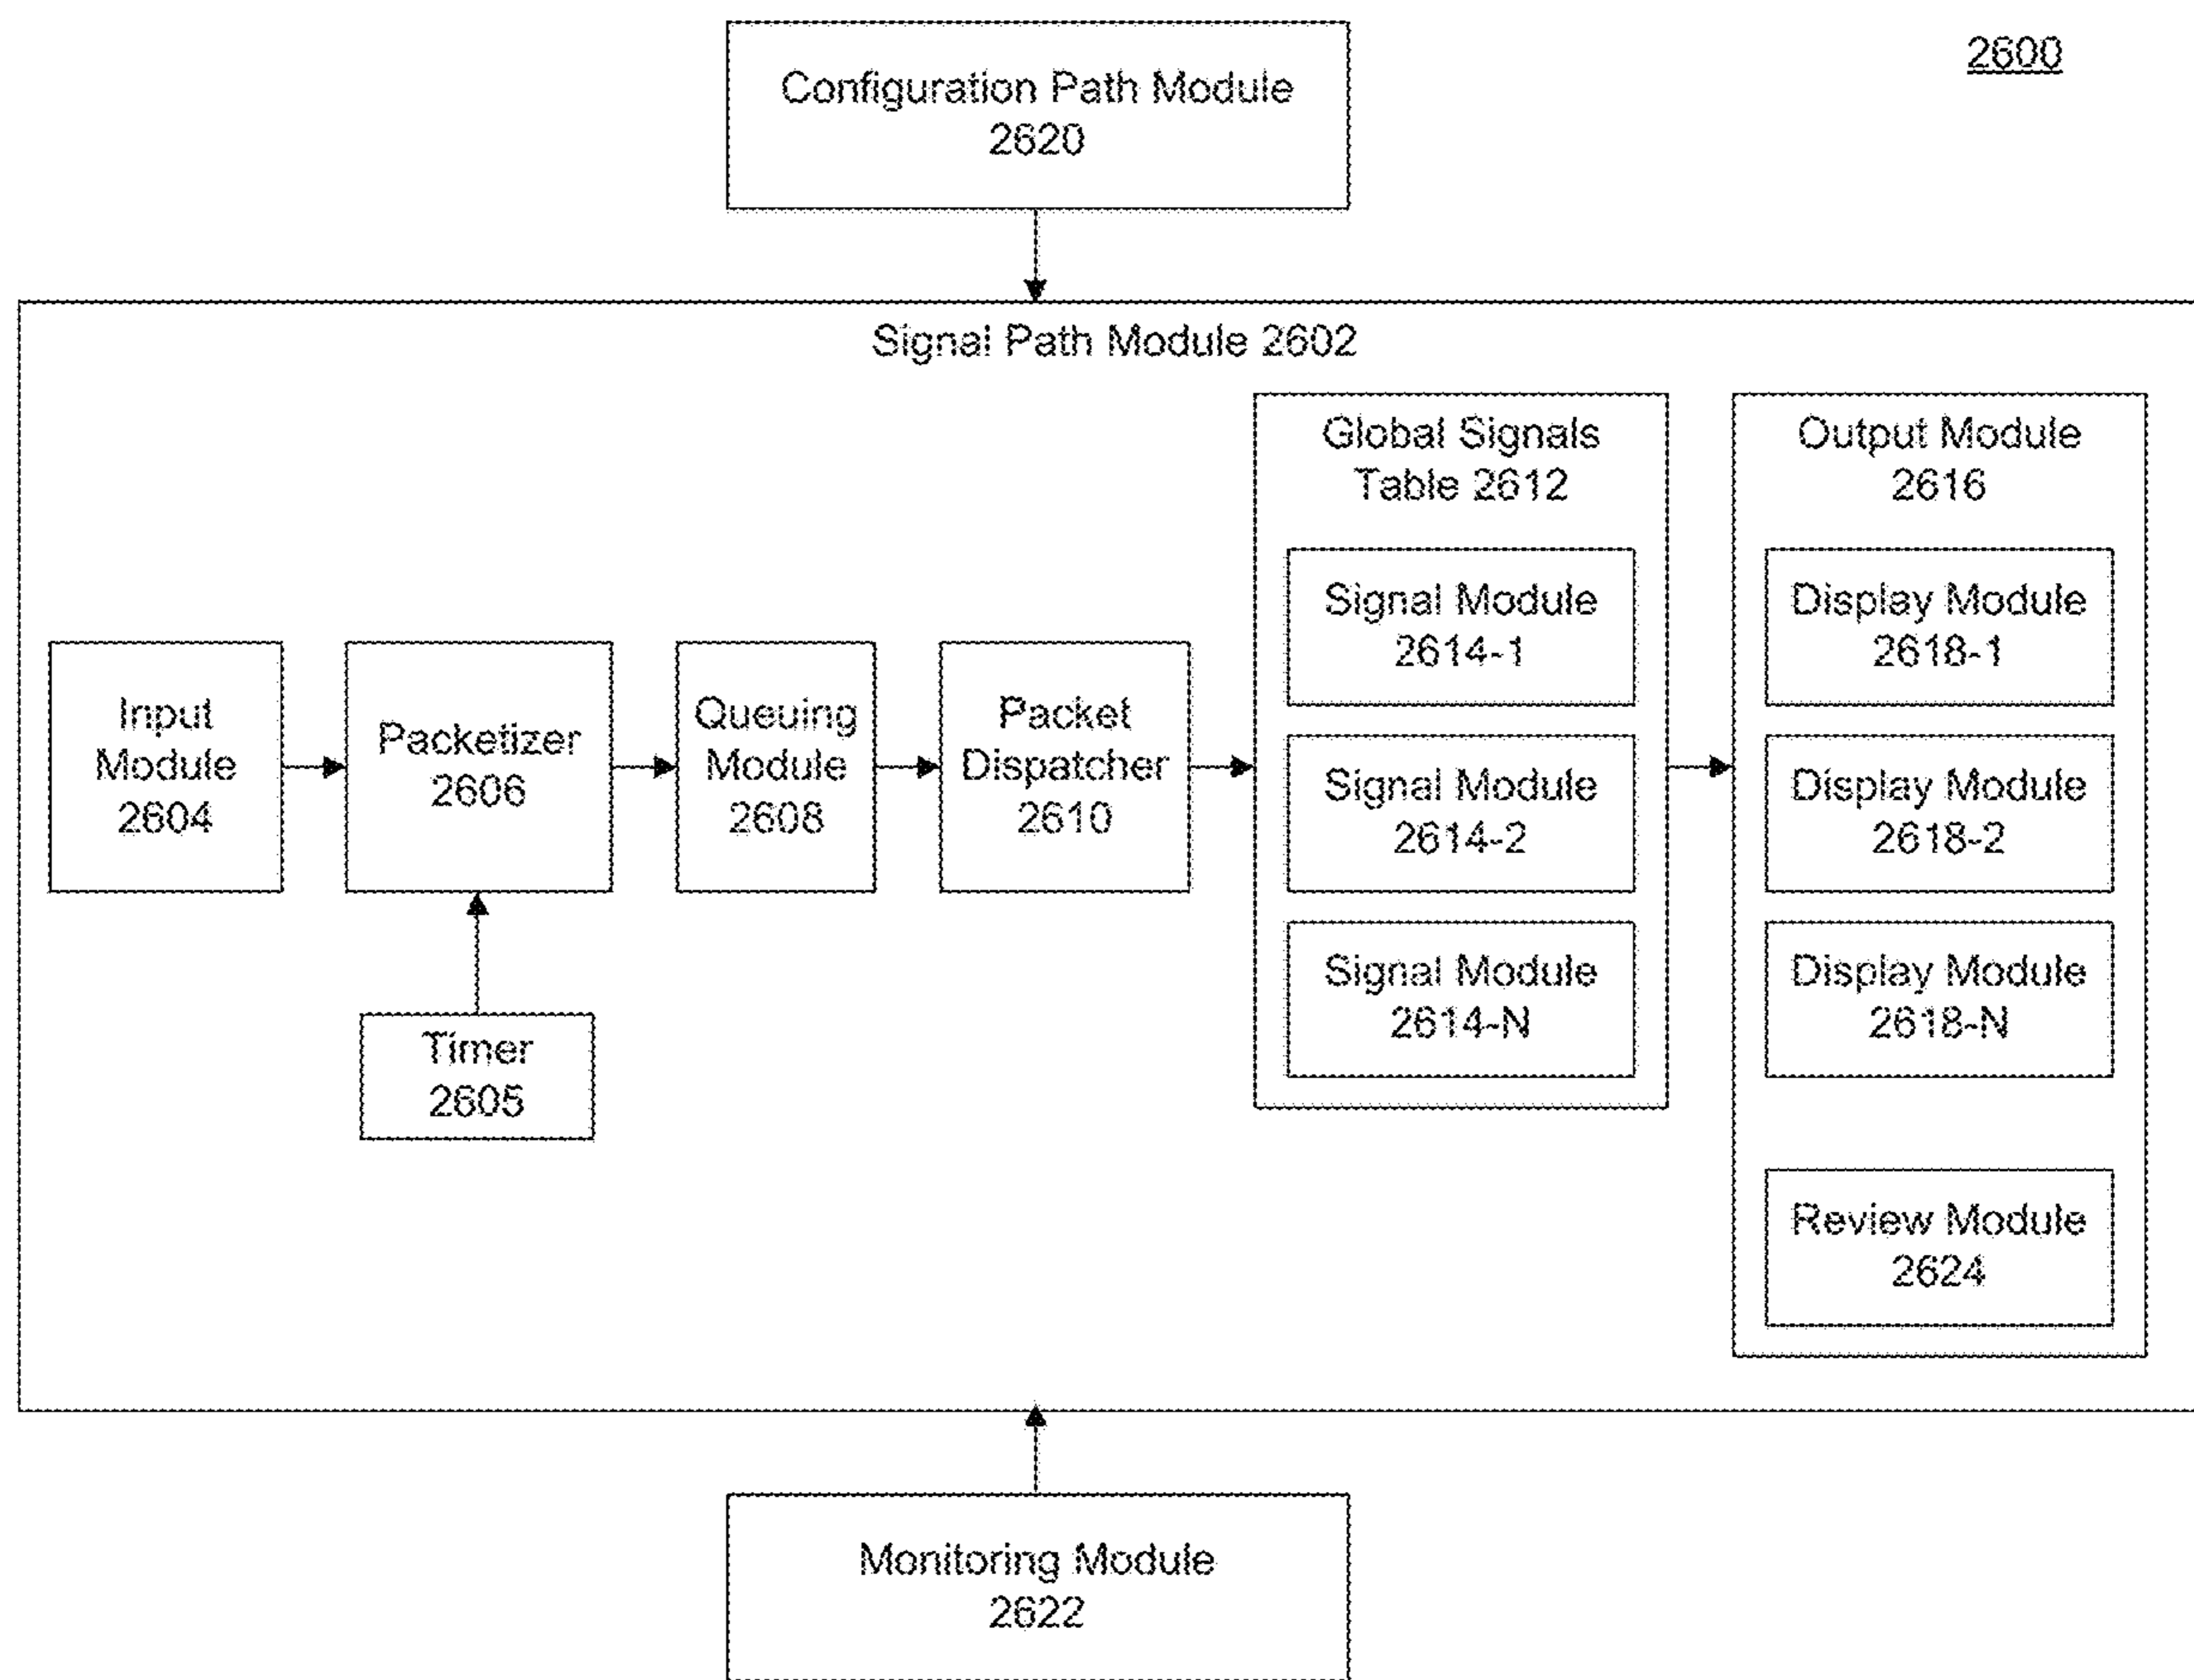 2600
Configuration Path Module
2620
Signal Path Module 2602
Input
Module
2604
Packetizer
2606
Timer
2605
Queuing
Module
2608
Packet
Dispatcher
2610
Global Signals
Table 2612
Signal Module
2614-1
Signal Module
2614-2
Signal Module
2614-N
Output Module
2616
Display Module
2618-1
Display Module
2618-2
Display Module
2618-N
Review Module
2624
Monitoring Module
2622